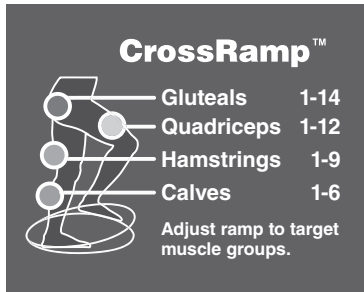 CrossRamp™
Gluteals 1-14
Quadriceps 1-12
Hamstrings 1-9
Calves 1-6
Adjust ramp to target
muscle groups.